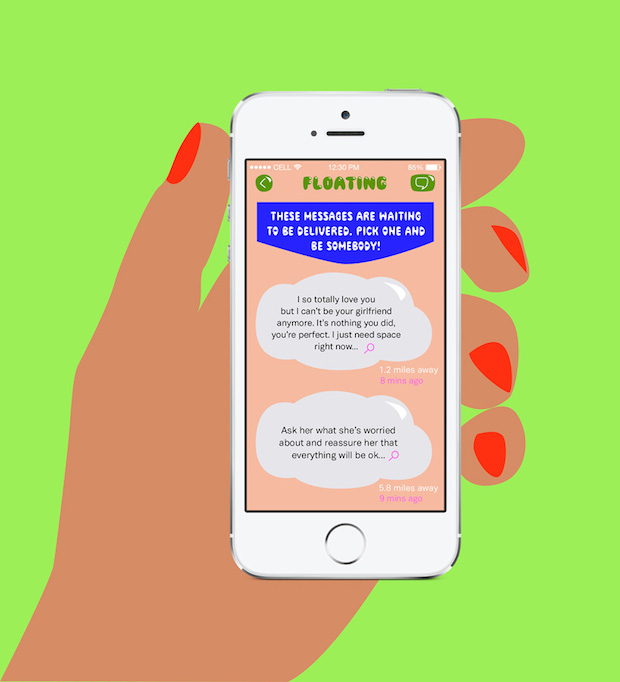 CELL 12:30 PM 85%
FLOATING
THESE MESSAGES ARE WAITING
TO BE DELIVERED. PICK ONE AND
BE SOMEBODY!
I so totally love you
but I can't be your girlfriend
anymore. It's nothing you did,
you're perfect. I just need space
right now...
1.2 miles away
8 mins ago
Ask her what she's worried
about and reassure her that
everything will be ok...
5.8 miles away
9 mins ago